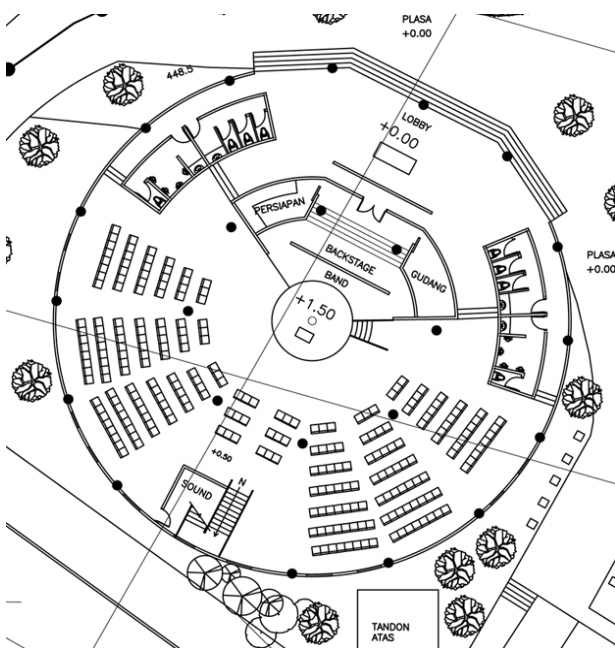 PLASA
+0.00
448.5
LOBBY
+0.00
PERSIAPAN
BACKSTAGE
BAND
GUDANG
PLASA
+0.00
+1.50
+0.50
SOUND
N
TANDON
ATAS